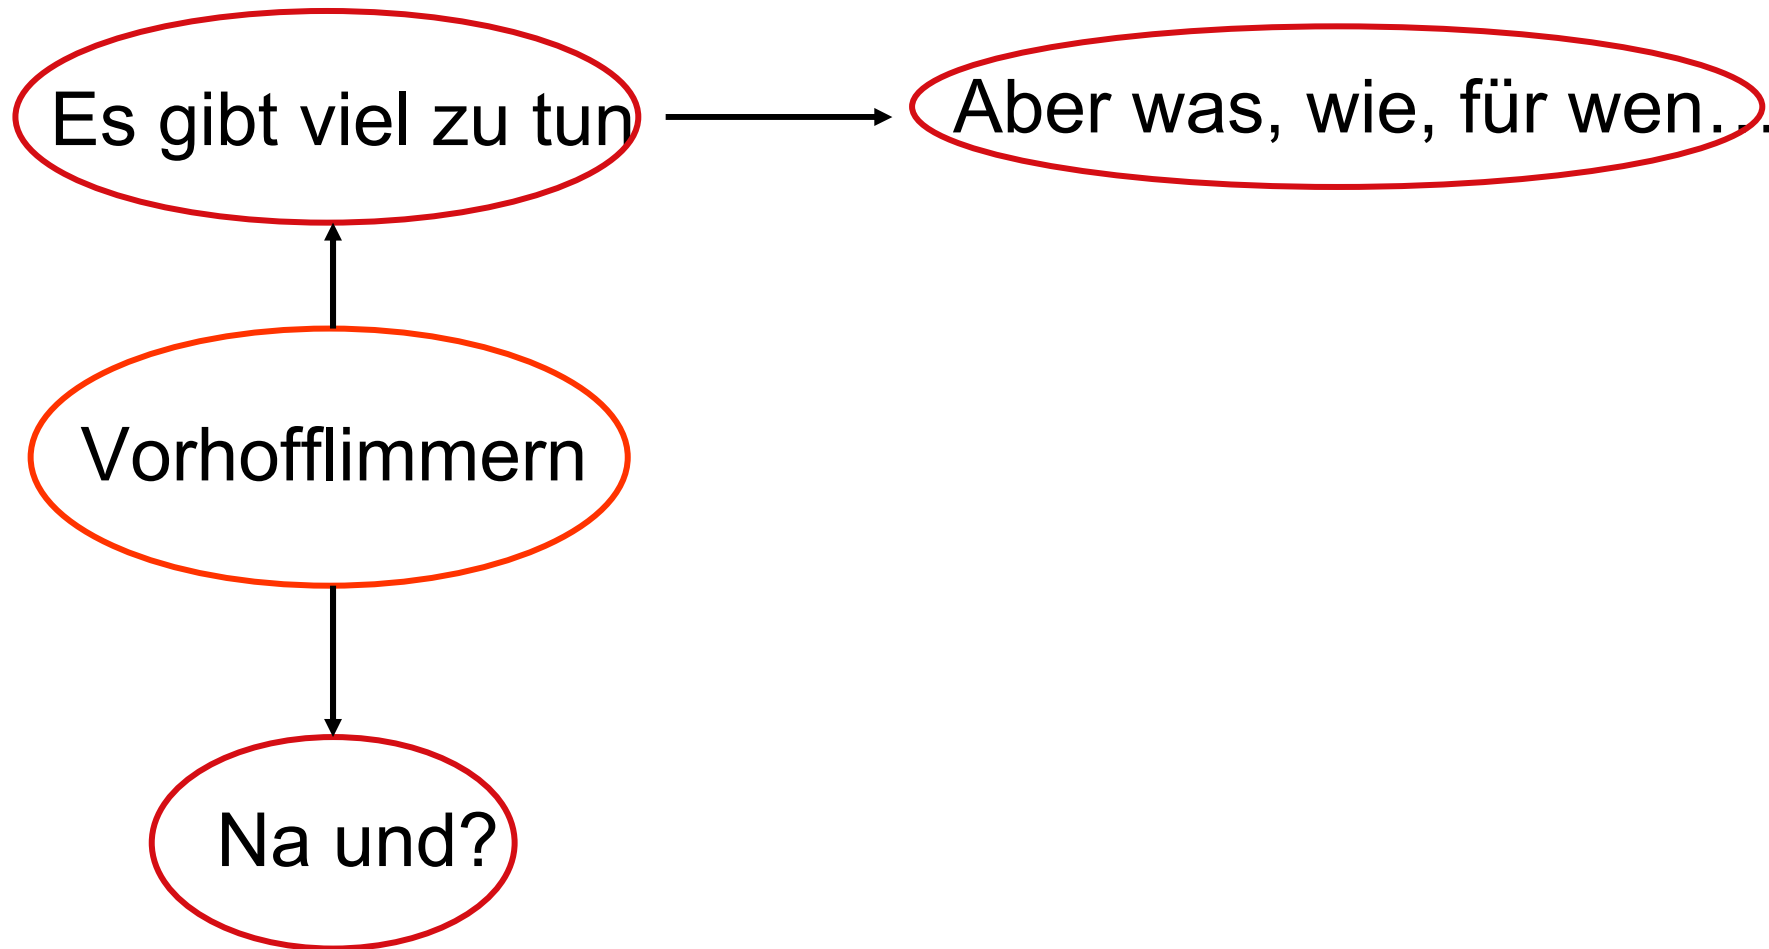 Es gibt viel zu tun
Aber was, wie, für wen…
Vorhofflimmern
Na und?